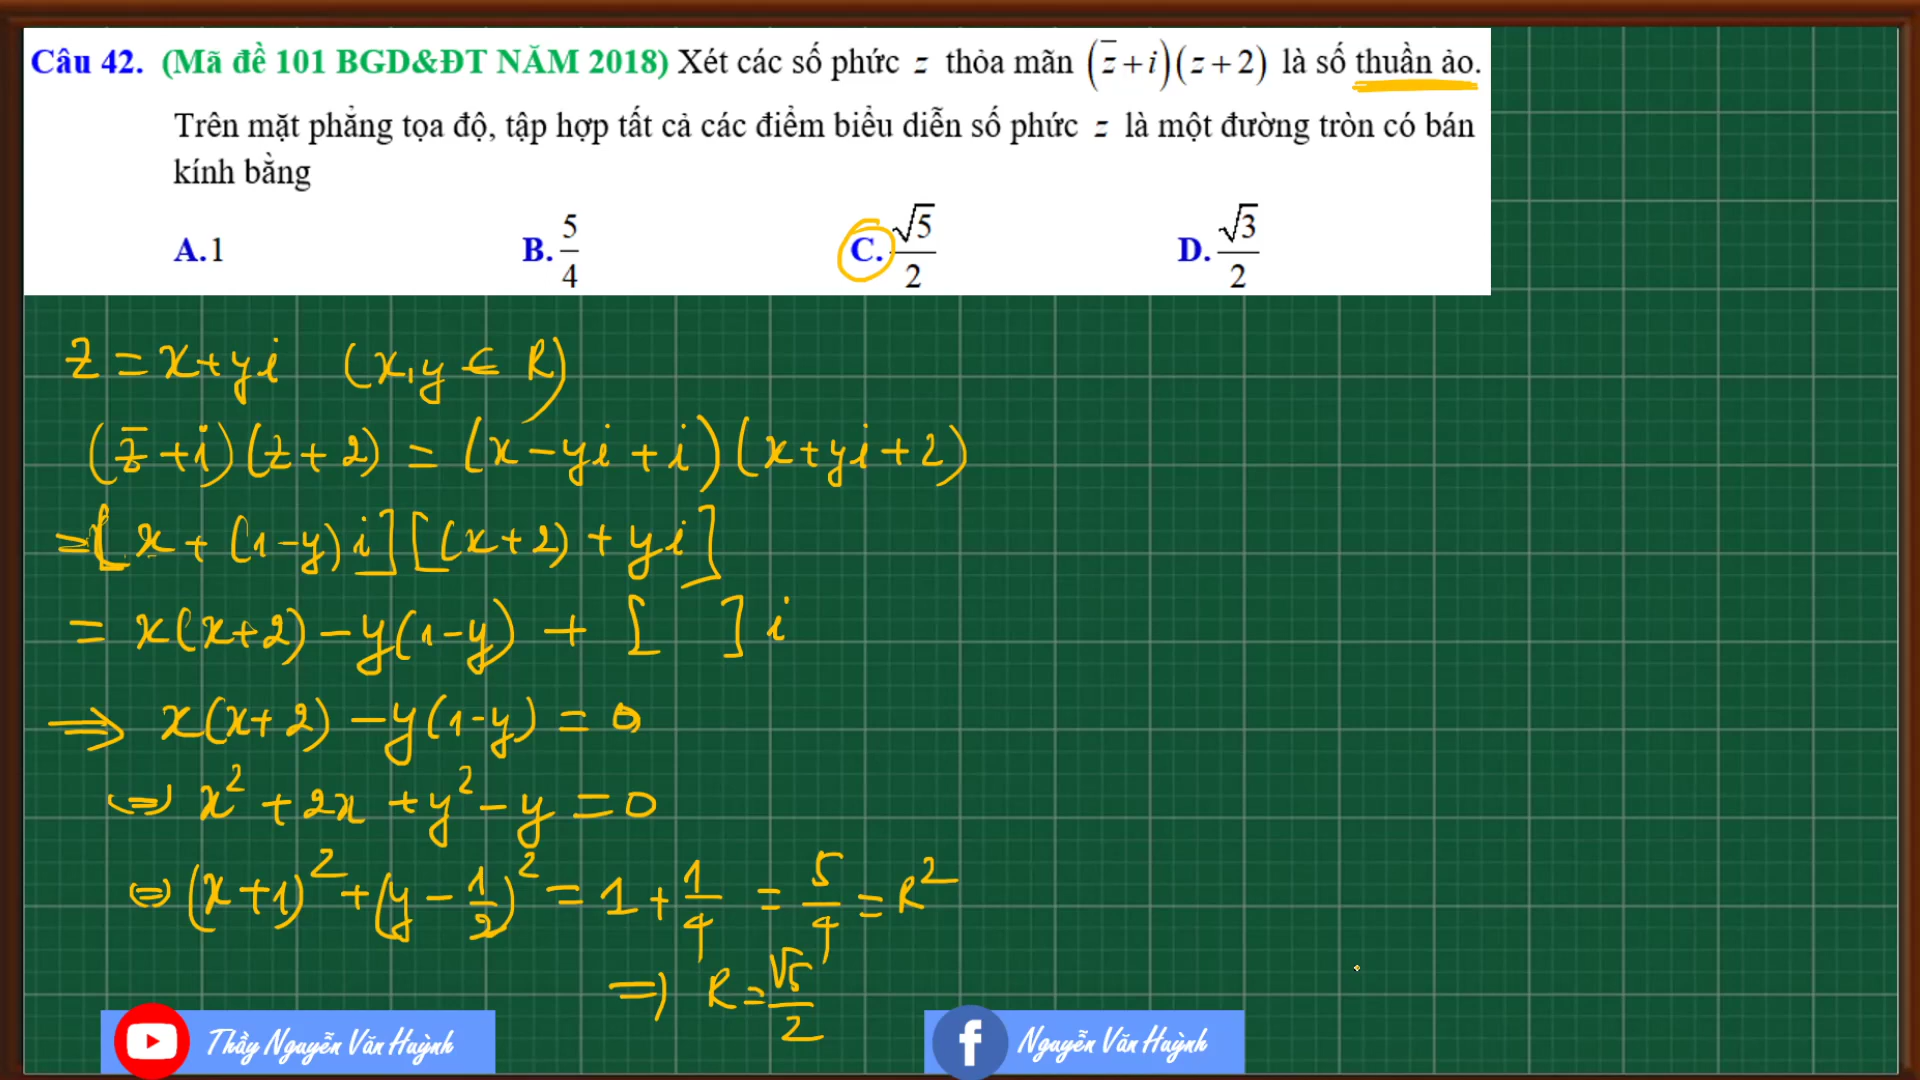 Câu 42. (Mã đề 101 BGD&ĐT NĂM 2018) Xét các số phức z thỏa mãn (z̅+i)(z+2) là số thuần ảo.
Trên mặt phẳng tọa độ, tập hợp tất cả các điểm biểu diễn số phức z là một đường tròn có bán
kính bằng
A. 1 B. 5/4 C. √5/2 D. √3/2
z = x+yi (x,y ∈ R)
(z̅+i)(z+2) = (x-yi+i)(x+yi+2)
=[x+(1-y)i][(x+2)+yi]
= x(x+2)-y(1-y) + [ ]i
⇒ x(x+2)-y(1-y) = 0
⇔ x²+2x+y²-y=0
⇔ (x+1)²+(y-1/2)² = 1+1/4 = 5/4 = R²
⇒ R=√5/2
Thầy Nguyễn Văn Huỳnh
f Nguyễn Văn Huỳnh